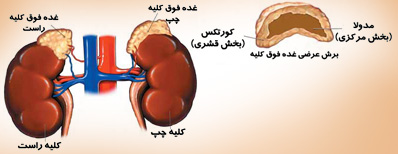 غده فوق کلیه
راست
غده فوق کلیه
چپ
کورتکس
(بخش قشری)
مدولا
(بخش مرکزی)
برش عرضی غده فوق کلیه
کلیه چپ
کلیه راست